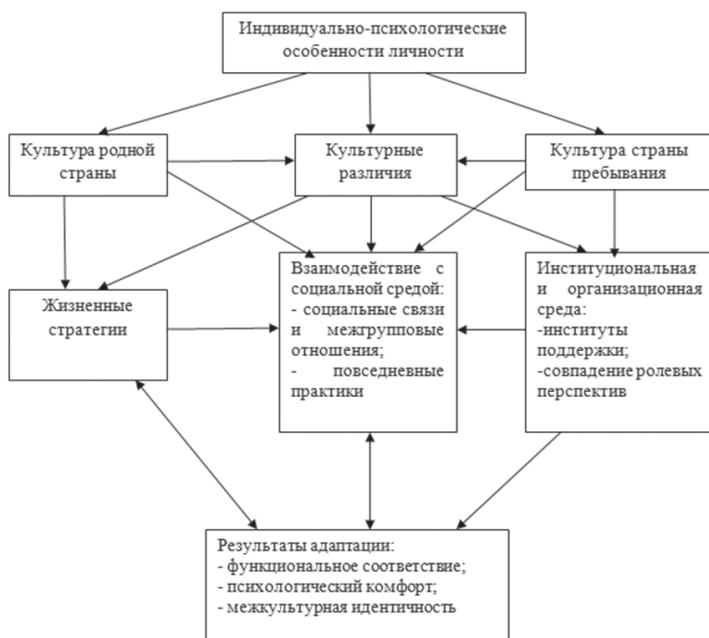 Индивидуально-психологические
особенности личности
Культура родной
страны
Культурные
различия
Культура страны
пребывания
Жизненные
стратегии
Взаимодействие с
социальной средой:
- социальные связи
и межгрупповые
отношения;
- повседневные
практики
Институциональная
и организационная
среда:
-институты
поддержки;
-совпадение ролевых
перспектив
Результаты адаптации:
- функциональное соответствие;
- психологический комфорт;
- межкультурная идентичность